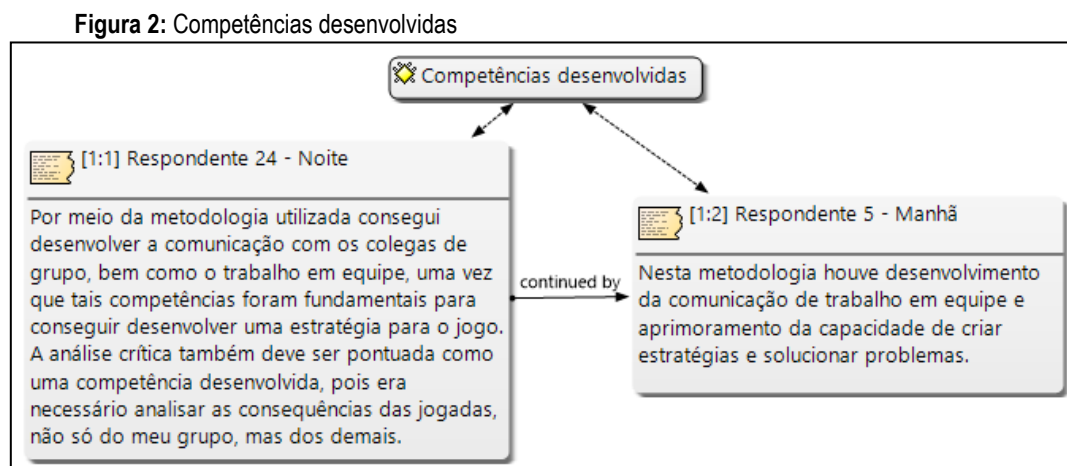 Figura 2: Competências desenvolvidas
Competências desenvolvidas
[1:1] Respondente 24 - Noite
Por meio da metodologia utilizada consegui
desenvolver a comunicação com os colegas de
grupo, bem como o trabalho em equipe, uma vez
que tais competências foram fundamentais para
conseguir desenvolver uma estratégia para o jogo.
A análise crítica também deve ser pontuada como
uma competência desenvolvida, pois era
necessário analisar as consequências das jogadas,
não só do meu grupo, mas dos demais.
continued by
[1:2] Respondente 5 - Manhã
Nesta metodologia houve desenvolvimento
da comunicação de trabalho em equipe e
aprimoramento da capacidade de criar
estratégias e solucionar problemas.